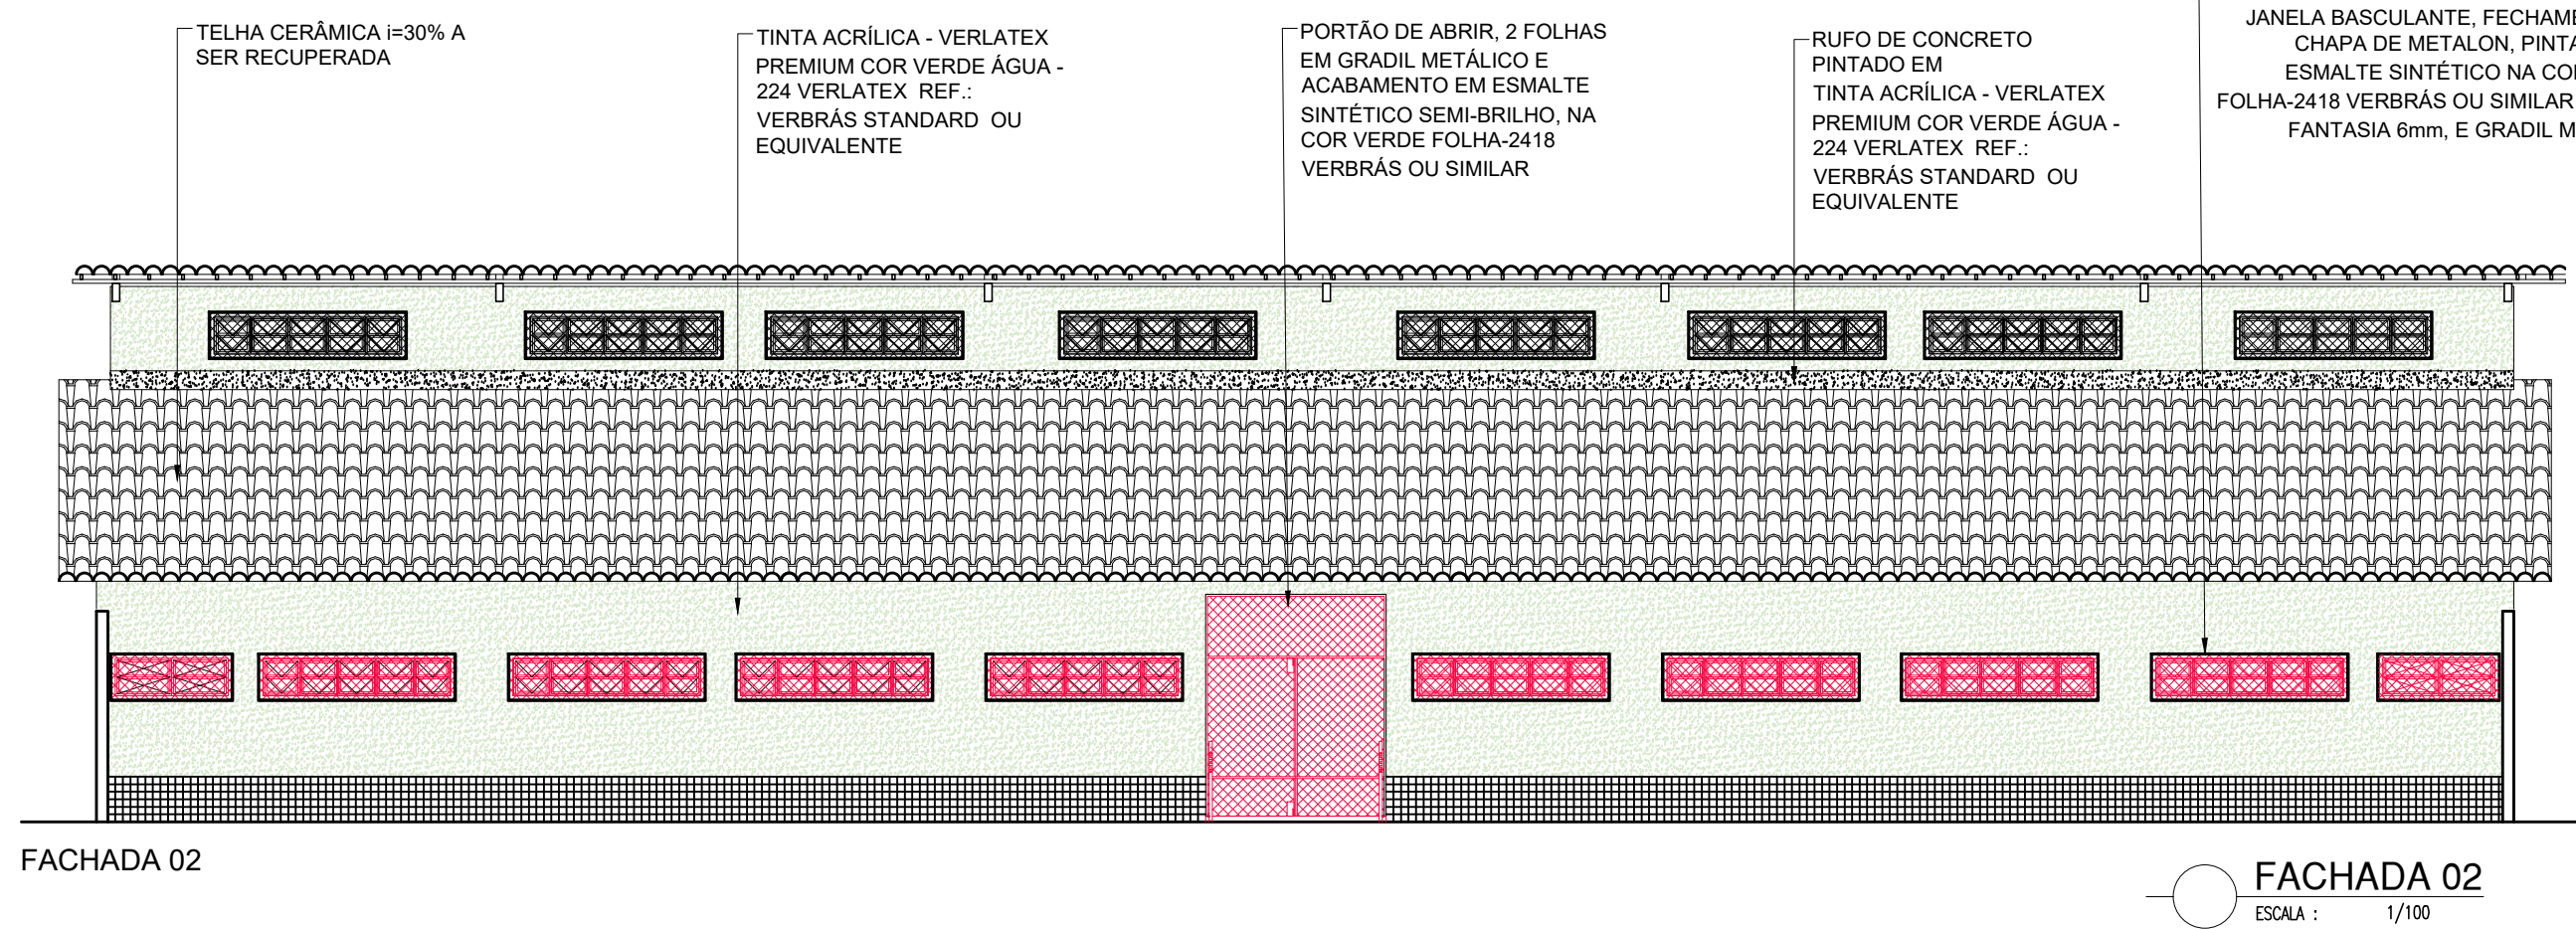 TELHA CERÂMICA i=30% A
SER RECUPERADA
TINTA ACRÍLICA - VERLATEX
PREMIUM COR VERDE ÁGUA -
224 VERLATEX REF.:
VERBRÁS STANDARD OU
EQUIVALENTE
PORTÃO DE ABRIR, 2 FOLHAS
EM GRADIL METÁLICO E
ACABAMENTO EM ESMALTE
SINTÉTICO SEMI-BRILHO, NA
COR VERDE FOLHA-2418
VERBRÁS OU SIMILAR
RUFO DE CONCRETO
PINTADO EM
TINTA ACRÍLICA - VERLATEX
PREMIUM COR VERDE ÁGUA -
224 VERLATEX REF.:
VERBRÁS STANDARD OU
EQUIVALENTE
JANELA BASCULANTE,
CHAPA DE METALON,
ESMALTE SINTÉTICO NA
FOLHA-2418 VERBRÁS OU SIMILAR
FANTASIA 6mm, E GRADIL
FACHADA 02
FACHADA 02
ESCALA : 1/100